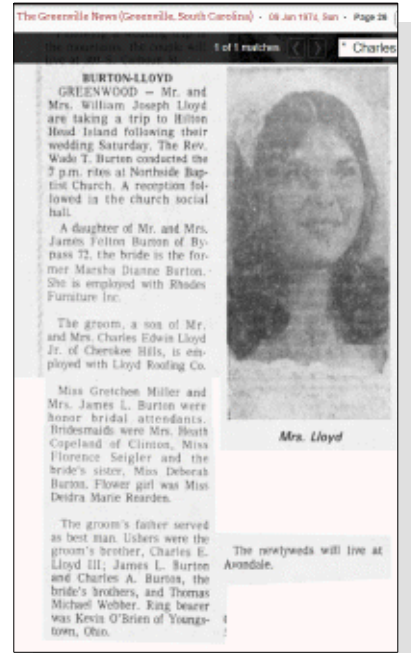 The Greenville News (Greenville, South Carolina) · 06 Jan 1974, Sun · Page 26
1 of 1 matches
Charles
BURTON-LLOYD
GREENWOOD — Mr. and
Mrs. William Joseph Lloyd
are taking a trip to Hilton
Head Island following their
wedding Saturday. The Rev.
Wade T. Burton conducted the
7 p.m. rites at Northside Bap-
tist Church. A reception fol-
lowed in the church social
hall.
A daughter of Mr. and Mrs.
James Felton Burton of By-
pass 72, the bride is the for-
mer Marsha Dianne Burton.
She is employed with Rhodes
Furniture Inc.
The groom, a son of Mr.
and Mrs. Charles Edwin Lloyd
Jr. of Cherokee Hills, is em-
ployed with Lloyd Roofing Co.
Miss Gretchen Miller and
Mrs. James L. Burton were
honor bridal attendants.
Bridesmaids were Mrs. Heath
Copeland of Clinton, Miss
Florence Seigler and the
bride's sister, Miss Deborah
Burton. Flower girl was Miss
Deidra Marie Rearden.
The groom's father served
as best man. Ushers were the
groom's brother, Charles E.
Lloyd III; James L. Burton
and Charles A. Burton, the
bride's brothers, and Thomas
Michael Webber. Ring bearer
was Kevin O'Brien of Youngs-
town, Ohio.
Mrs. Lloyd
The newlyweds will live at
Avondale.